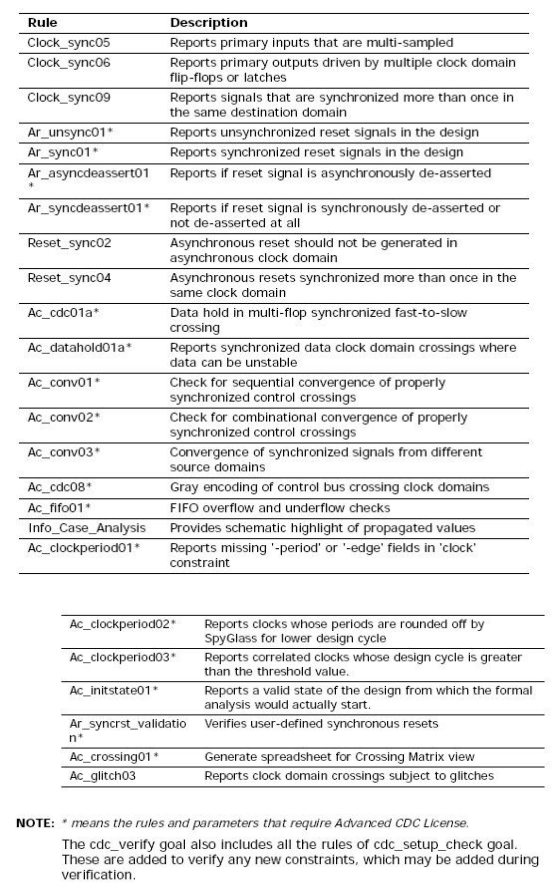 Rule Description
Clock_sync05 Reports primary inputs that are multi-sampled
Clock_sync06 Reports primary outputs driven by multiple clock domain
flip-flops or latches
Clock_sync09 Reports signals that are synchronized more than once in
the same destination domain
Ar_unsync01* Reports unsynchronized reset signals in the design
Ar_sync01* Reports synchronized reset signals in the design
Ar_asyncdeassert01 Reports if reset signal is asynchronously de-asserted
*
Ar_syncdeassert01* Reports if reset signal is synchronously de-asserted or
not de-asserted at all
Reset_sync02 Asynchronous reset should not be generated in
asynchronous clock domain
Reset_sync04 Asynchronous resets synchronized more than once in the
same clock domain
Ac_cdc01a* Data hold in multi-flop synchronized fast-to-slow
crossing
Ac_datahold01a* Reports synchronized data clock domain crossings where
data can be unstable
Ac_conv01* Check for sequential convergence of properly
synchronized control crossings
Ac_conv02* Check for combinational convergence of properly
synchronized control crossings
Ac_conv03* Convergence of synchronized signals from different
source domains
Ac_cdc08* Gray encoding of control bus crossing clock domains
Ac_fifo01* FIFO overflow and underflow checks
Info_Case_Analysis Provides schematic highlight of propagated values
Ac_clockperiod01* Reports missing '-period' or '-edge' fields in 'clock'
constraint
Ac_clockperiod02* Reports clocks whose periods are rounded off by
SpyGlass for lower design cycle
Ac_clockperiod03* Reports correlated clocks whose design cycle is greater
than the threshold value.
Ac_initstate01* Reports a valid state of the design from which the formal
analysis would actually start.
Ar_syncrst_validatio Verifies user-defined synchronous resets
n*
Ac_crossing01* Generate spreadsheet for Crossing Matrix view
Ac_glitch03 Reports clock domain crossings subject to glitches
NOTE: * means the rules and parameters that require Advanced CDC License.
The cdc_verify goal also includes all the rules of cdc_setup_check goal.
These are added to verify any new constraints, which may be added during
verification.